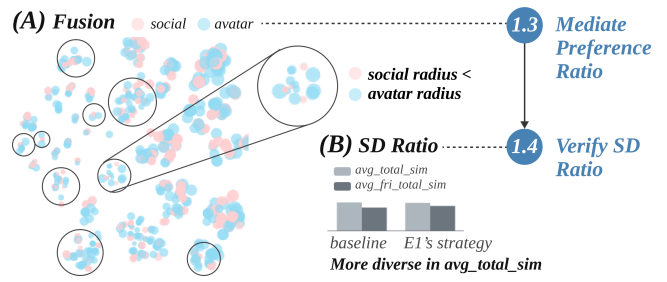 (A) Fusion
social
avatar
1.3
Mediate
Preference
Ratio
social radius <
avatar radius
(B) SD Ratio
1.4
Verify SD
Ratio
avg_total_sim
avg_fri_total_sim
baseline
E1's strategy
More diverse in avg_total_sim